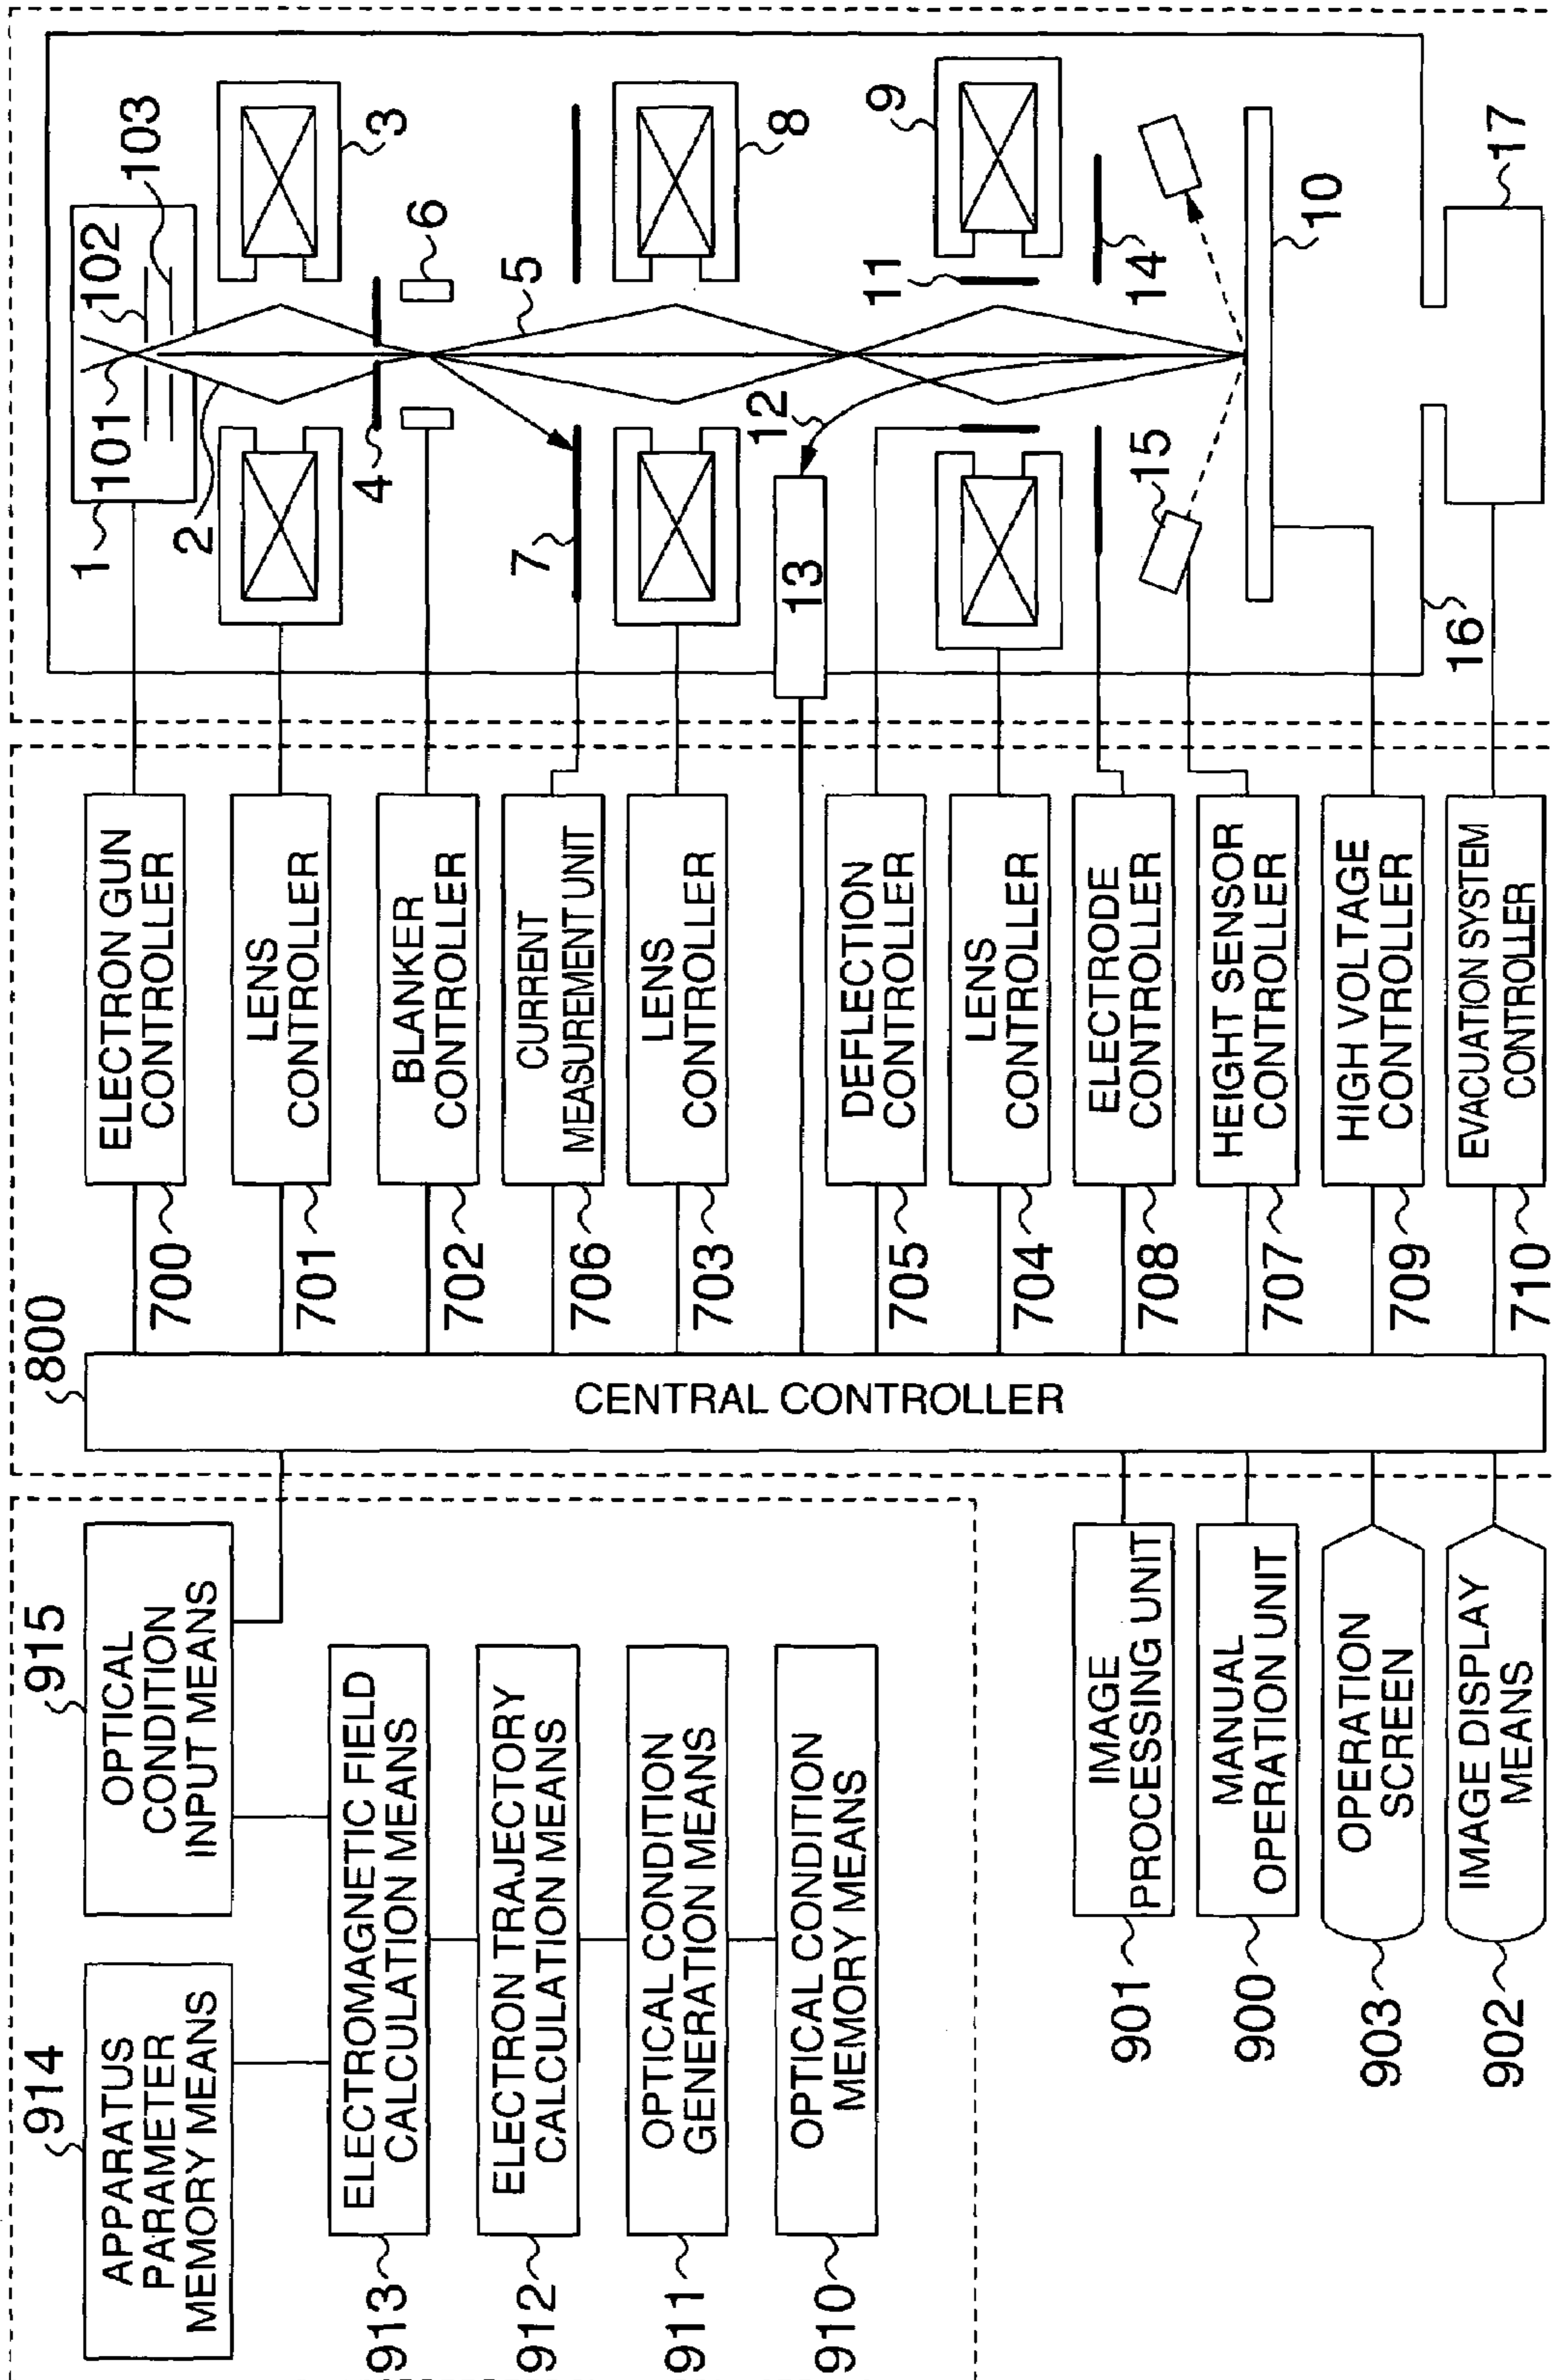 914
APPARATUS
PARAMETER
MEMORY MEANS
915
OPTICAL
CONDITION
INPUT MEANS
913
ELECTROMAGNETIC FIELD
CALCULATION MEANS
912
ELECTRON TRAJECTORY
CALCULATION MEANS
911
OPTICAL CONDITION
GENERATION MEANS
910
OPTICAL CONDITION
MEMORY MEANS
901
IMAGE
PROCESSING UNIT
900
MANUAL
OPERATION UNIT
903
OPERATION
SCREEN
902
IMAGE DISPLAY
MEANS
800
CENTRAL CONTROLLER
700
ELECTRON GUN
CONTROLLER
701
LENS
CONTROLLER
702
BLANKER
CONTROLLER
706
CURRENT
MEASUREMENT UNIT
703
LENS
CONTROLLER
705
DEFLECTION
CONTROLLER
704
LENS
CONTROLLER
708
ELECTRODE
CONTROLLER
707
HEIGHT SENSOR
CONTROLLER
709
HIGH VOLTAGE
CONTROLLER
710
EVACUATION SYSTEM
CONTROLLER
1
101
102
103
2
3
4
6
5
7
8
12
13
9
11
14
15
10
16
17